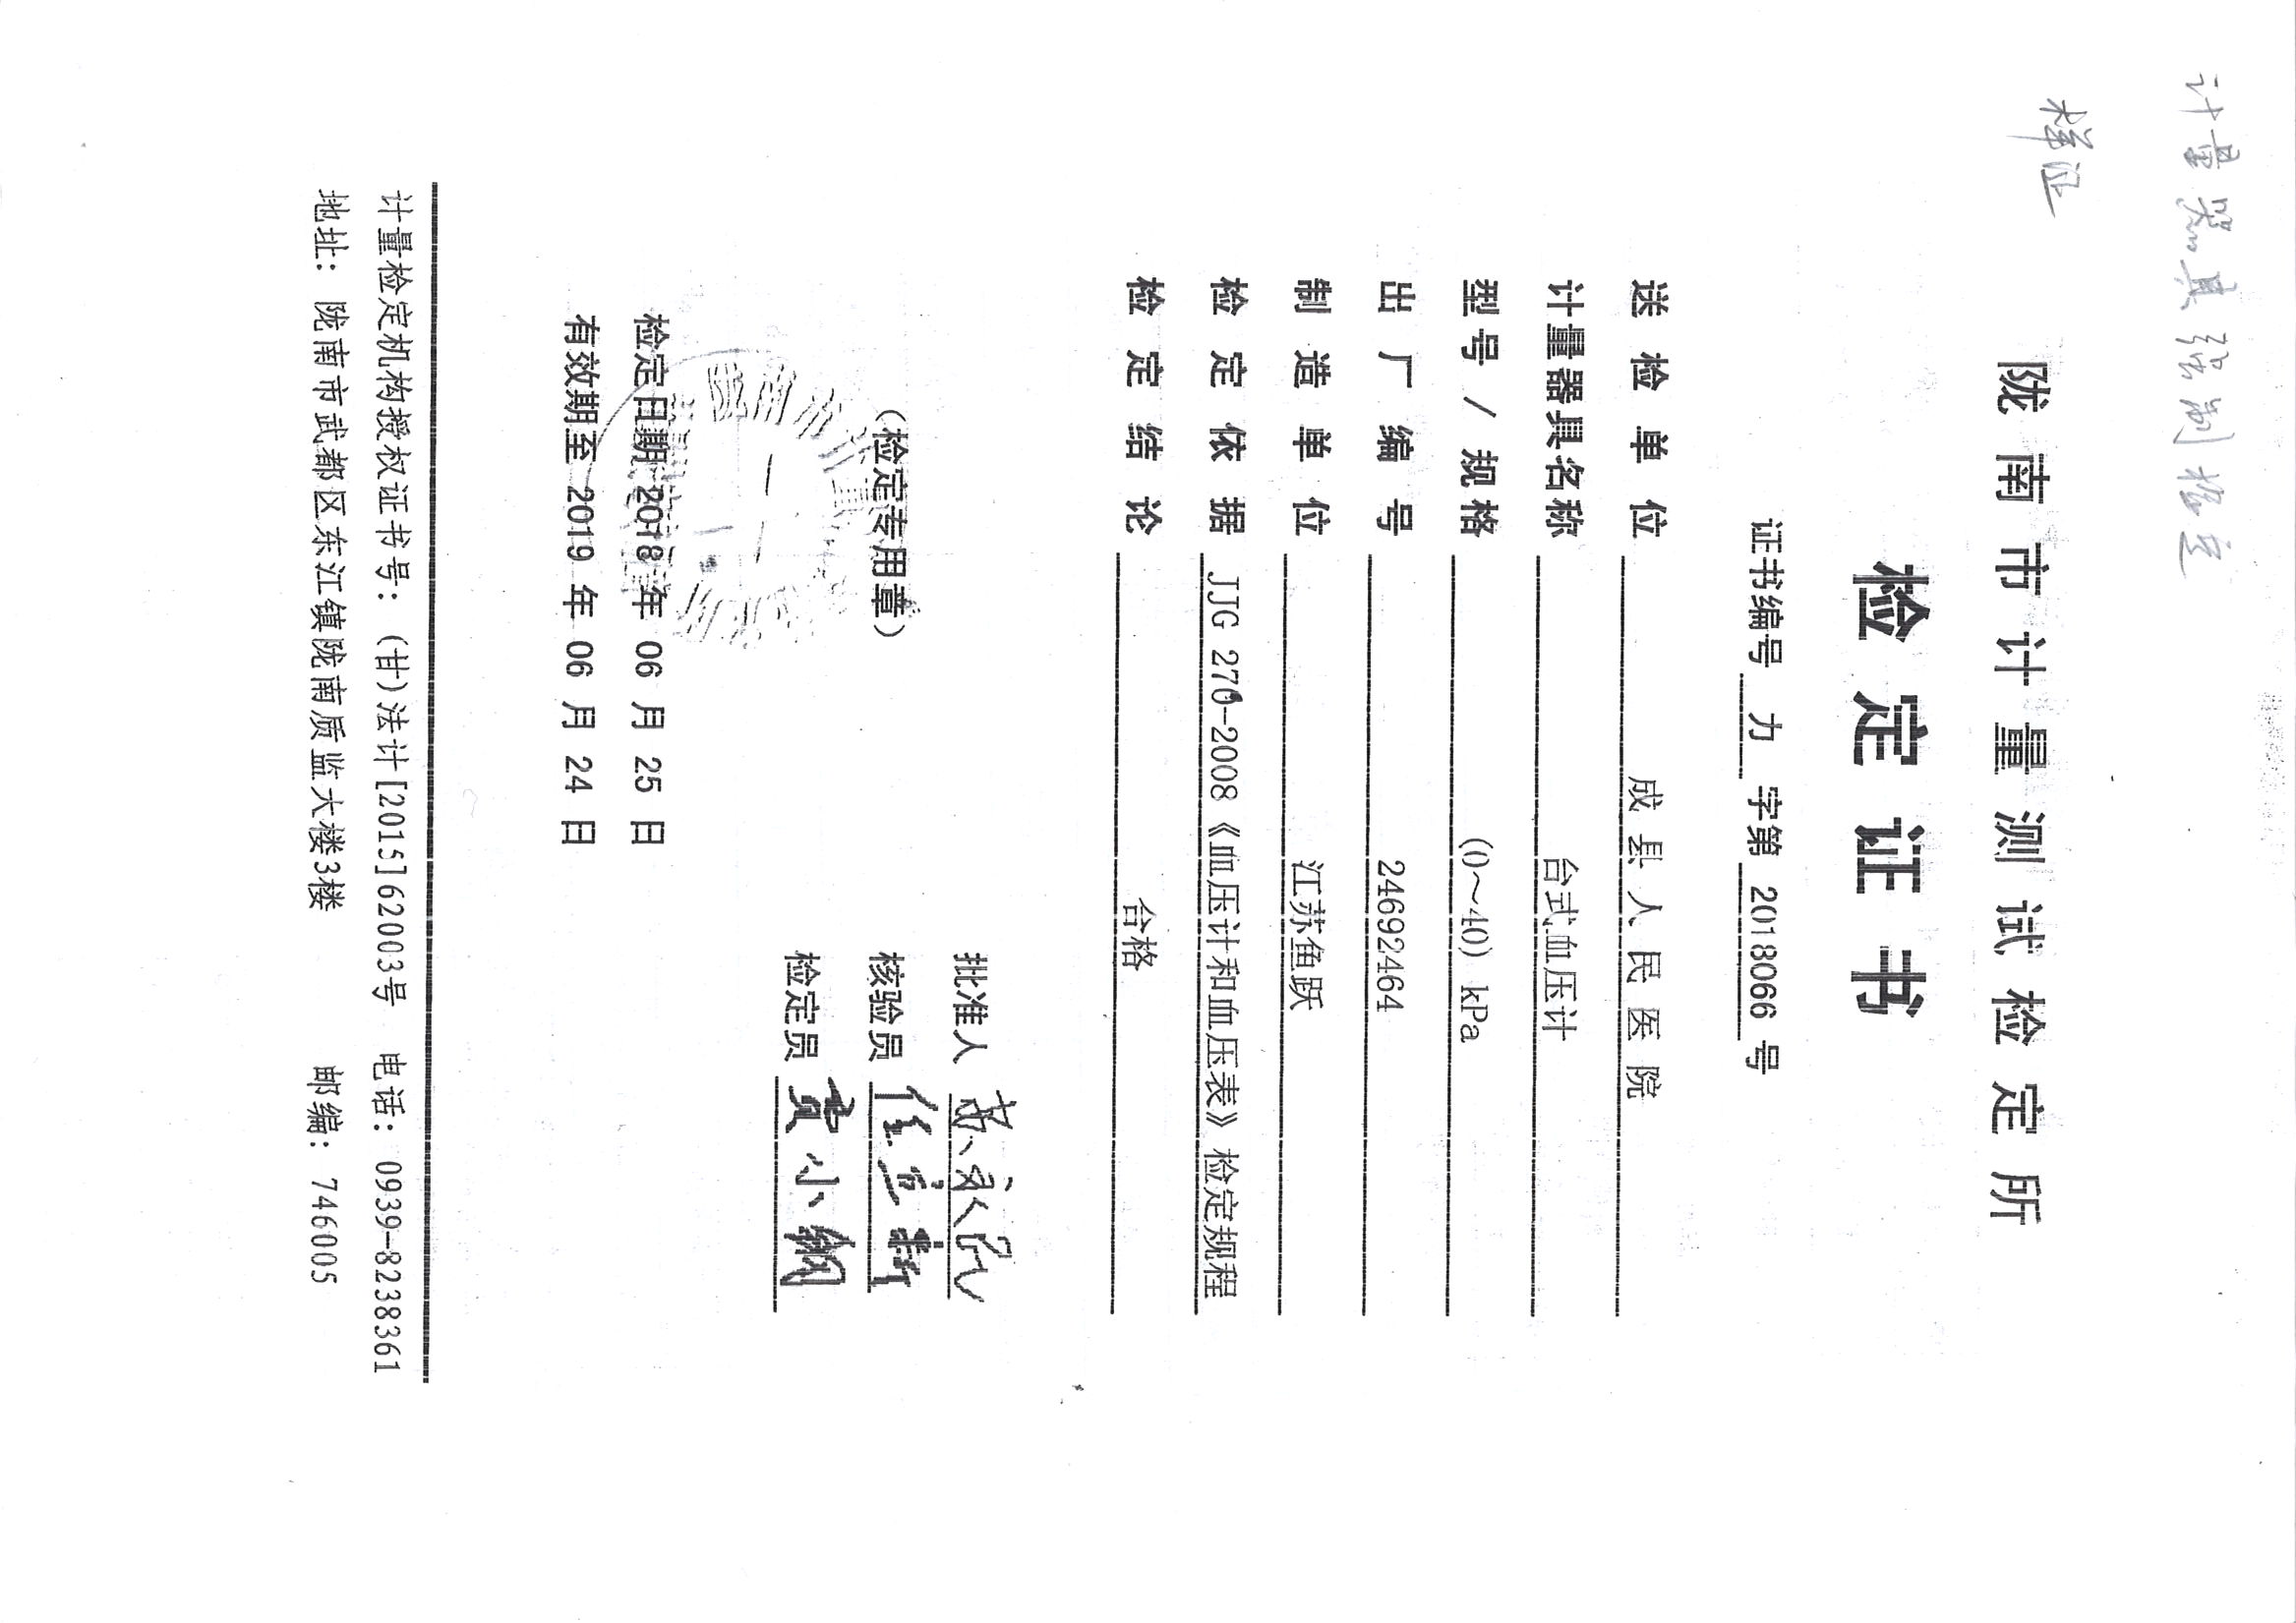 计量器具强制检定
样证
陇南市计量测试检定所
检定证书
证书编号 力 字第 2018066 号
送检单位 成县人民医院
计量器具名称 台式血压计
型号/规格 (0～40) kPa
出厂编号 24692464
制造单位 江苏鱼跃
检定依据 JJG 270-2008《血压计和血压表》检定规程
检定结论 合格
批准人 苏永民
（检定专用章）
核验员 任立新
检定员 贾小钢
陇南市计量 检定所
检定日期 2018 年 06 月 25 日
有效期至 2019 年 06 月 24 日
计量检定机构授权证书号：(甘)法计[2015]62003号 电话：0939-8238361
地址：陇南市武都区东江镇陇南质监大楼3楼 邮编：746005